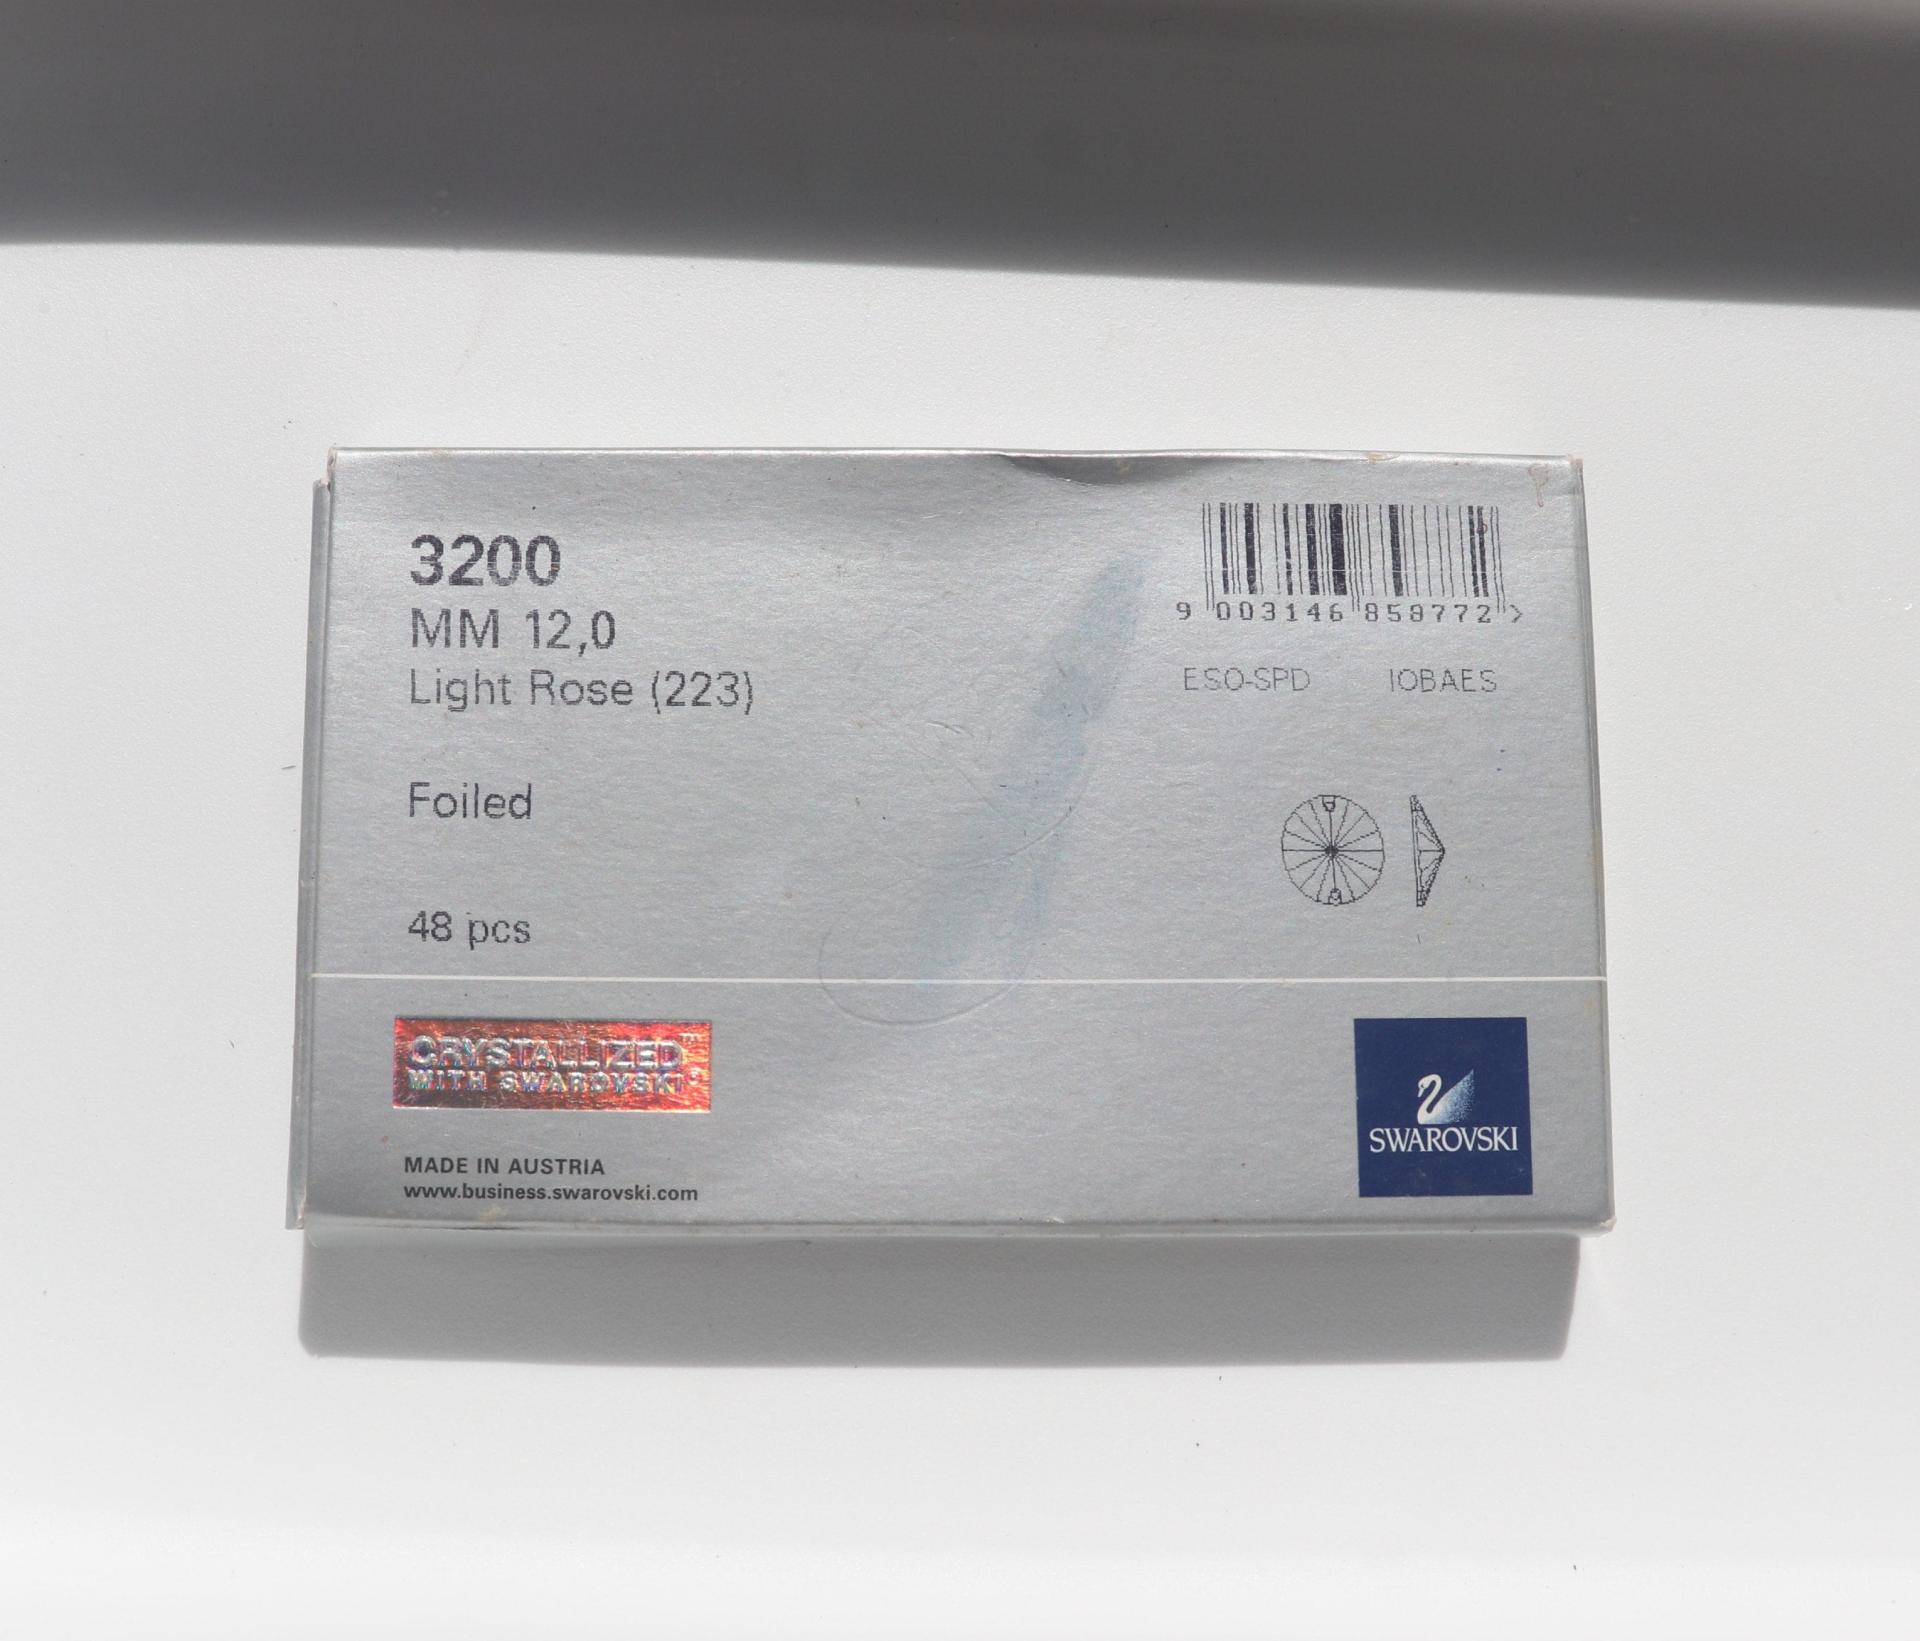 3200
MM 12,0
Light Rose (223)
Foiled
48 pcs
9 003146 858772 >
ESO-SPD IOBAES
CRYSTALLIZED™
WITH SWAROVSKI®
MADE IN AUSTRIA
www.business.swarovski.com
SWAROVSKI